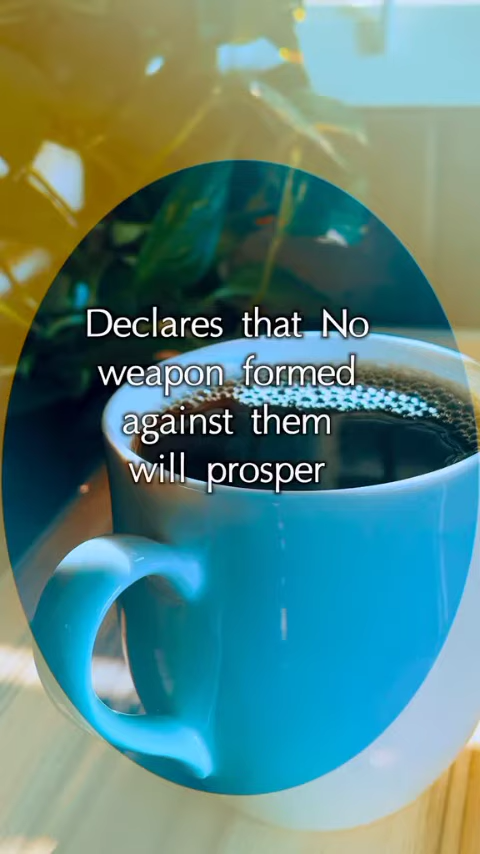 Declares that No
weapon formed
against them
will prosper